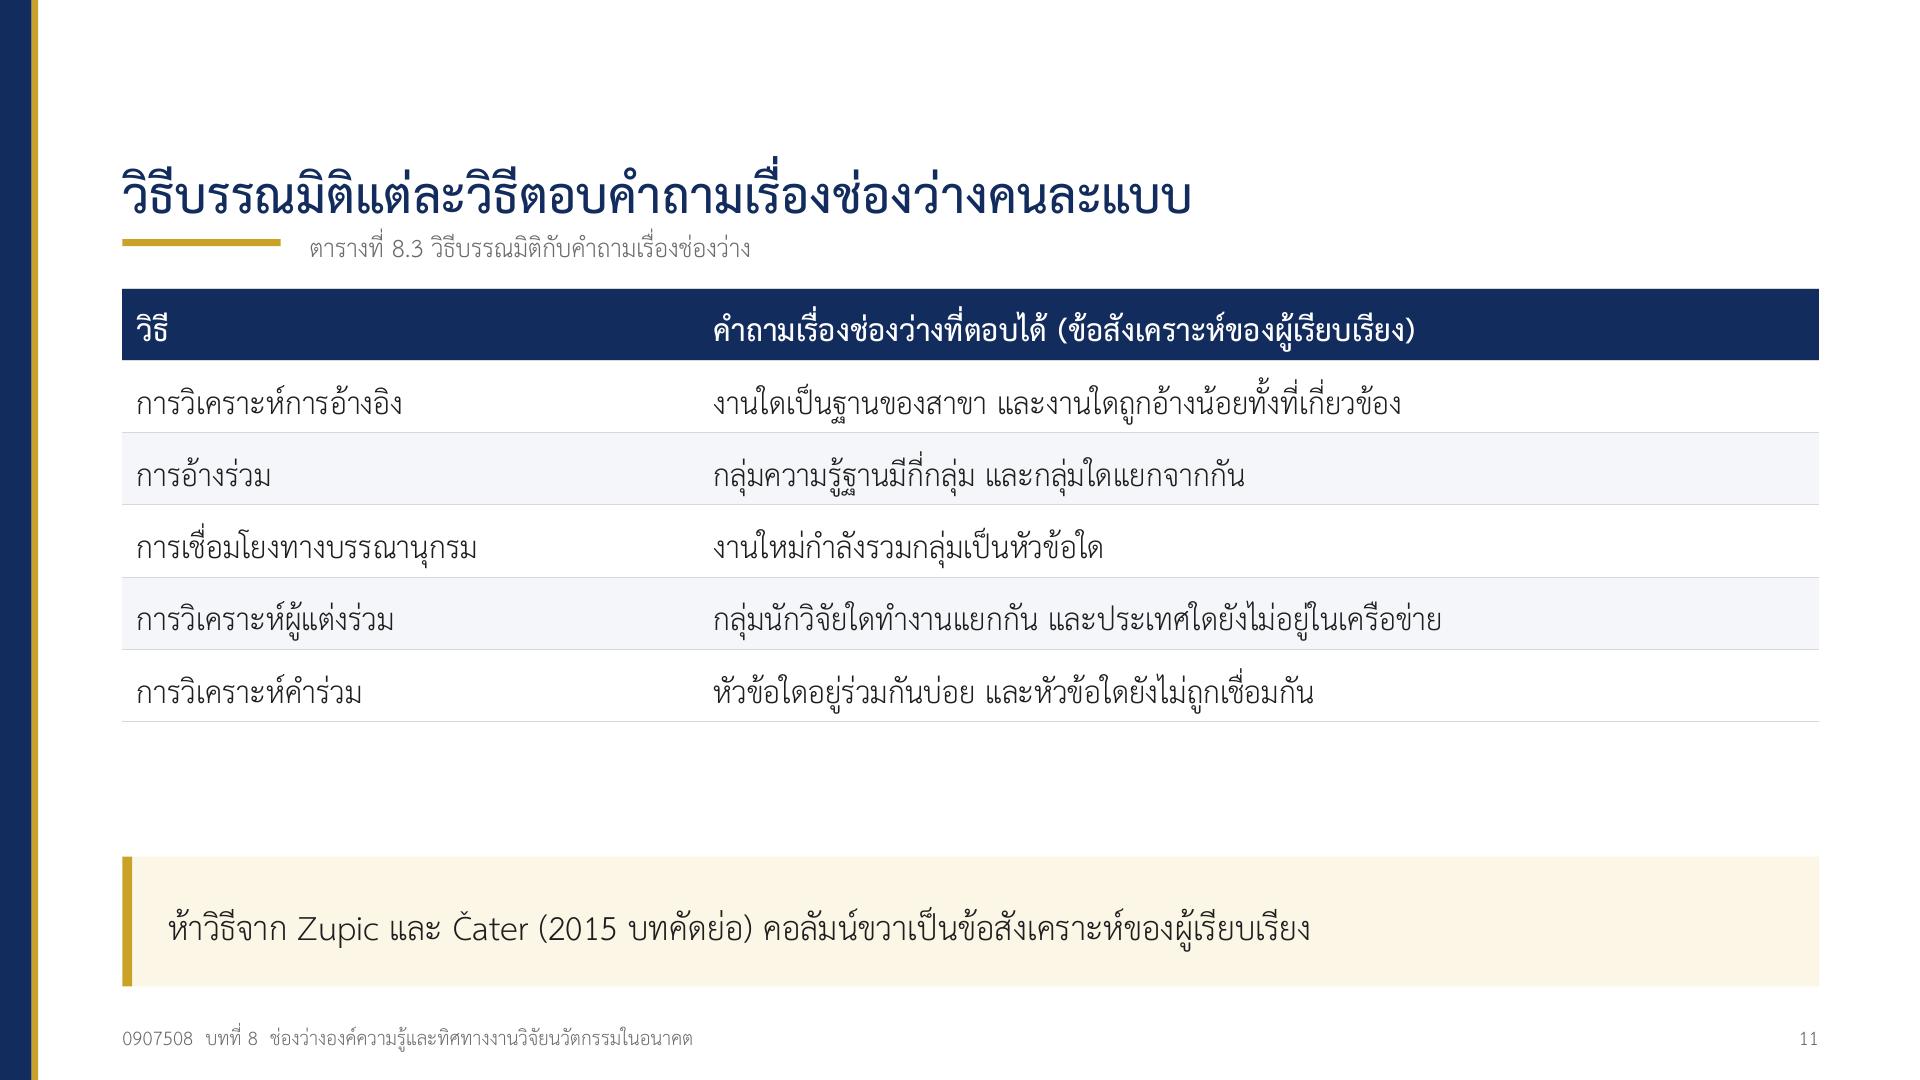 วิธีบรรณมิติแต่ละวิธีตอบคำถามเรื่องช่องว่างคนละแบบ
ตารางที่ 8.3 วิธีบรรณมิติกับคำถามเรื่องช่องว่าง
วิธี คำถามเรื่องช่องว่างที่ตอบได้ (ข้อสังเคราะห์ของผู้เรียบเรียง)
การวิเคราะห์การอ้างอิง งานใดเป็นฐานของสาขา และงานใดถูกอ้างน้อยทั้งที่เกี่ยวข้อง
การอ้างร่วม กลุ่มความรู้ฐานมีกี่กลุ่ม และกลุ่มใดแยกจากกัน
การเชื่อมโยงทางบรรณานุกรม งานใหม่กำลังรวมกลุ่มเป็นหัวข้อใด
การวิเคราะห์ผู้แต่งร่วม กลุ่มนักวิจัยใดทำงานแยกกัน และประเทศใดยังไม่อยู่ในเครือข่าย
การวิเคราะห์คำร่วม หัวข้อใดอยู่ร่วมกันบ่อย และหัวข้อใดยังไม่ถูกเชื่อมกัน
ห้าวิธีจาก Zupic และ Čater (2015 บทคัดย่อ) คอลัมน์ขวาเป็นข้อสังเคราะห์ของผู้เรียบเรียง
0907508 บทที่ 8 ช่องว่างองค์ความรู้และทิศทางงานวิจัยนวัตกรรมในอนาคต 11